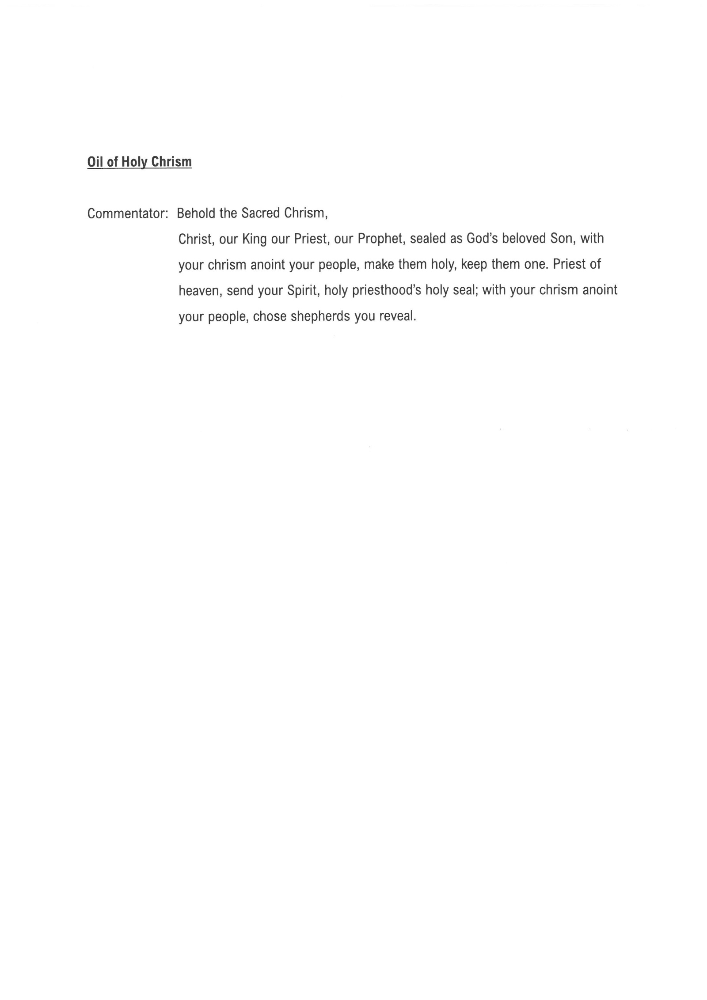 Oil of Holy Chrism
Commentator: Behold the Sacred Chrism,
Christ, our King our Priest, our Prophet, sealed as God's beloved Son, with
your chrism anoint your people, make them holy, keep them one. Priest of
heaven, send your Spirit, holy priesthood's holy seal; with your chrism anoint
your people, chose shepherds you reveal.